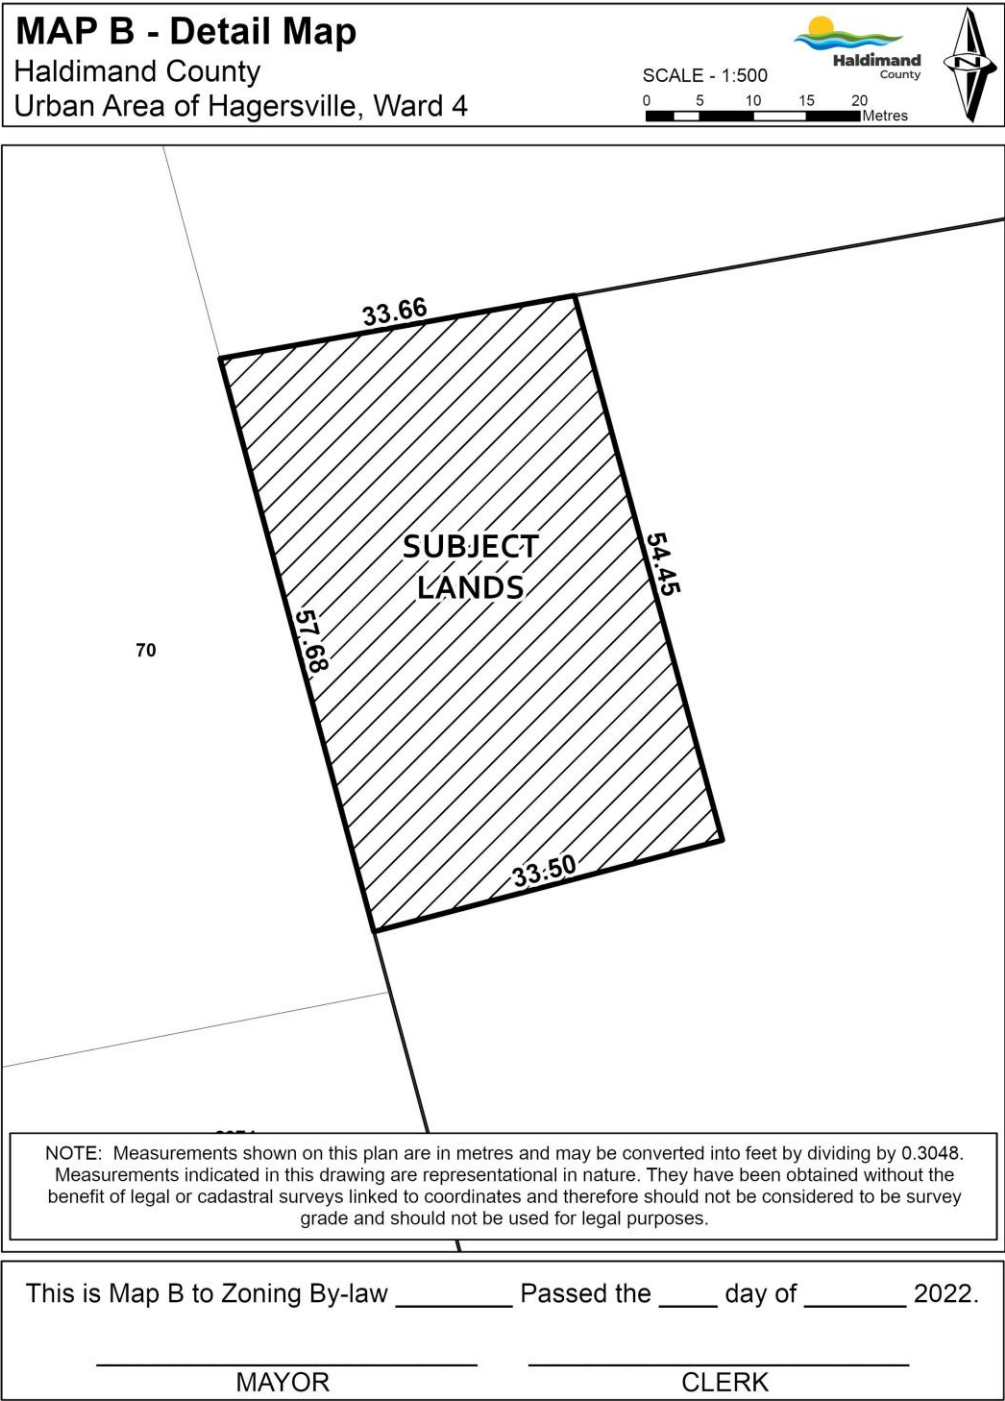 MAP B - Detail Map
Haldimand County
Urban Area of Hagersville, Ward 4
SCALE - 1:500
0 5 10 15 20
Metres
Haldimand
County
N
33.66
SUBJECT
LANDS
54.45
57.68
70
33.50
NOTE: Measurements shown on this plan are in metres and may be converted into feet by dividing by 0.3048.
Measurements indicated in this drawing are representational in nature. They have been obtained without the
benefit of legal or cadastral surveys linked to coordinates and therefore should not be considered to be survey
grade and should not be used for legal purposes.
This is Map B to Zoning By-law ________ Passed the ____ day of _______ 2022.
MAYOR
CLERK